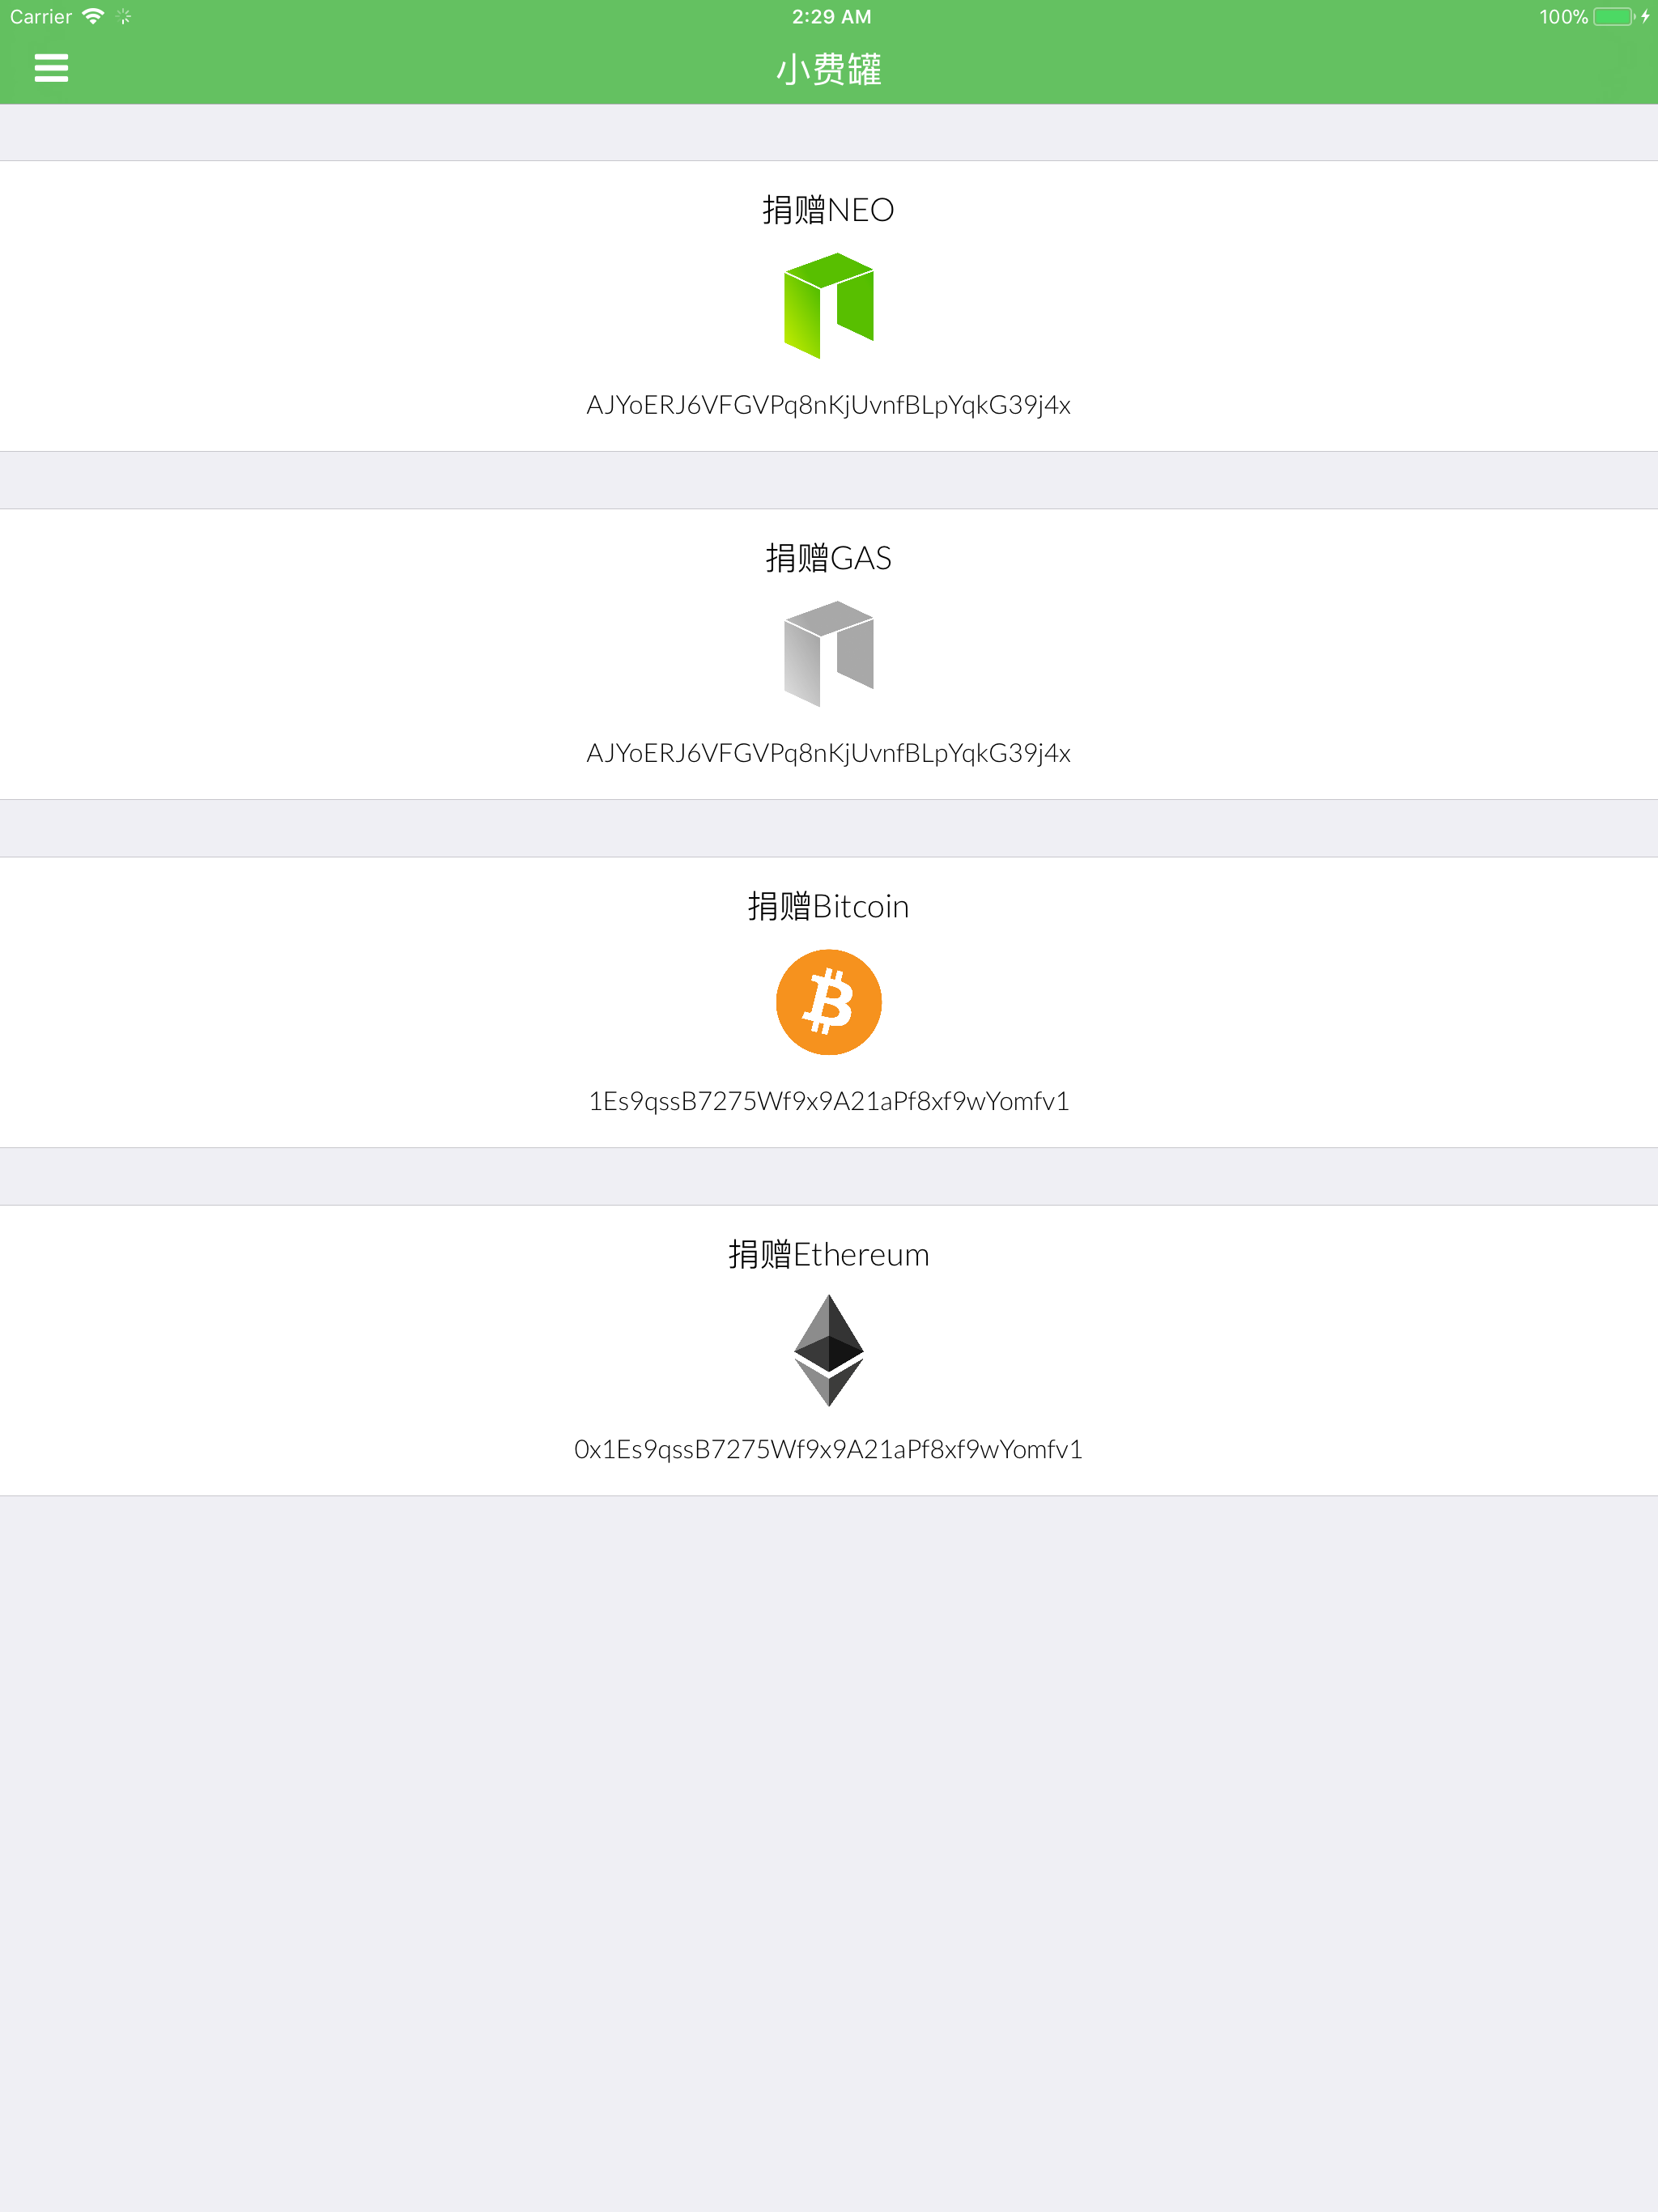 Carrier
2:29 AM
100%
小费罐
捐赠NEO
AJYoERJ6VFGVPq8nKjUvnfBLpYqkG39j4x
捐赠GAS
AJYoERJ6VFGVPq8nKjUvnfBLpYqkG39j4x
捐赠Bitcoin
1Es9qssB7275Wf9x9A21aPf8xf9wYomfv1
捐赠Ethereum
0x1Es9qssB7275Wf9x9A21aPf8xf9wYomfv1